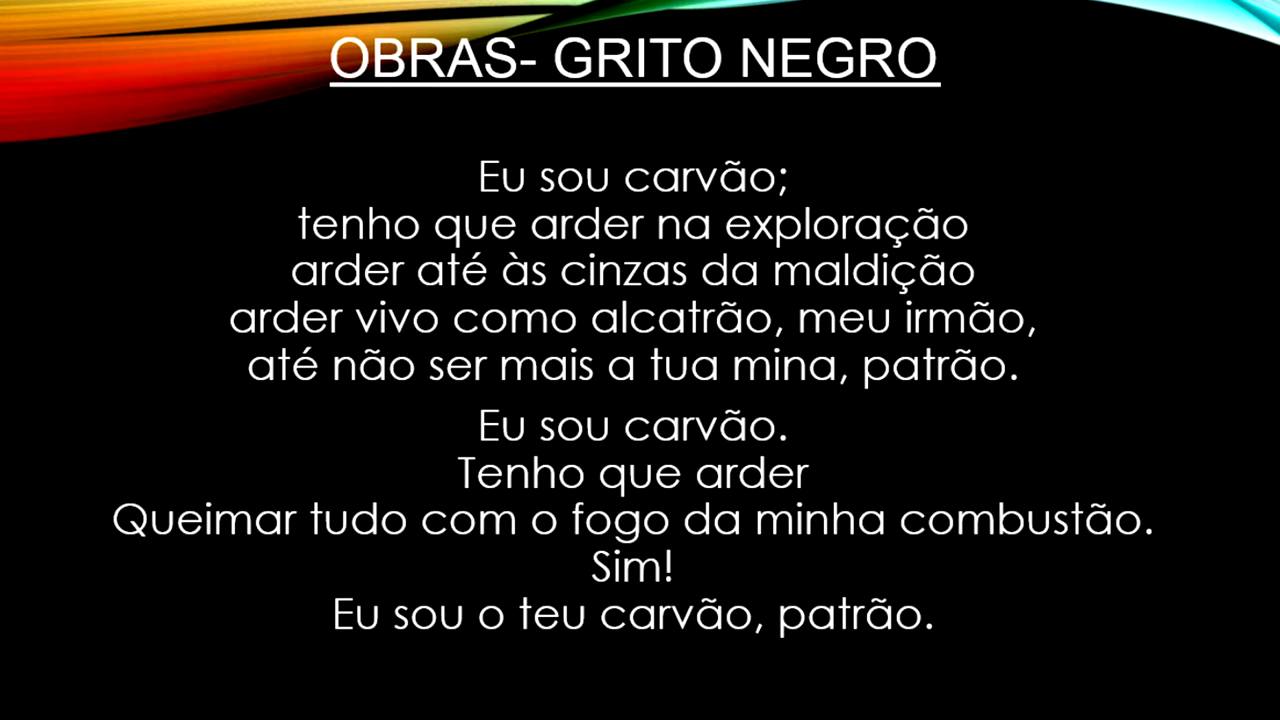 OBRAS- GRITO NEGRO
Eu sou carvão;
tenho que arder na exploração
arder até às cinzas da maldição
arder vivo como alcatrão, meu irmão,
até não ser mais a tua mina, patrão.
Eu sou carvão.
Tenho que arder
Queimar tudo com o fogo da minha combustão.
Sim!
Eu sou o teu carvão, patrão.